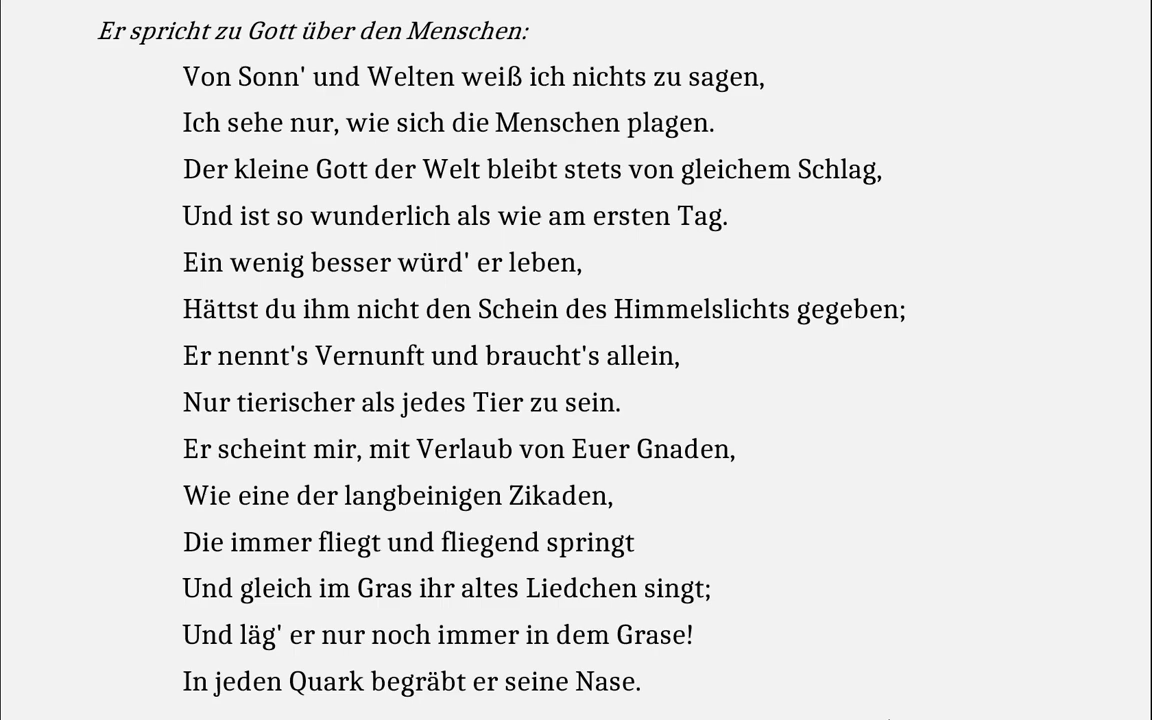 Er spricht zu Gott über den Menschen:
Von Sonn' und Welten weiß ich nichts zu sagen,
Ich sehe nur, wie sich die Menschen plagen.
Der kleine Gott der Welt bleibt stets von gleichem Schlag,
Und ist so wunderlich als wie am ersten Tag.
Ein wenig besser würd' er leben,
Hättst du ihm nicht den Schein des Himmelslichts gegeben;
Er nennt's Vernunft und braucht's allein,
Nur tierischer als jedes Tier zu sein.
Er scheint mir, mit Verlaub von Euer Gnaden,
Wie eine der langbeinigen Zikaden,
Die immer fliegt und fliegend springt
Und gleich im Gras ihr altes Liedchen singt;
Und läg' er nur noch immer in dem Grase!
In jeden Quark begräbt er seine Nase.